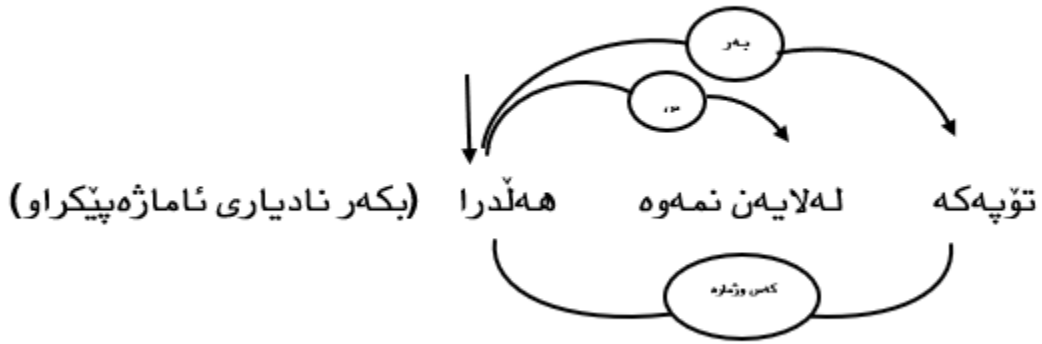 بەر
تۆپەکە لەلایەن نمەوە هەڵدرا (بکەر نادیاری ئاماژەپێکراو)
کەس وژمارە